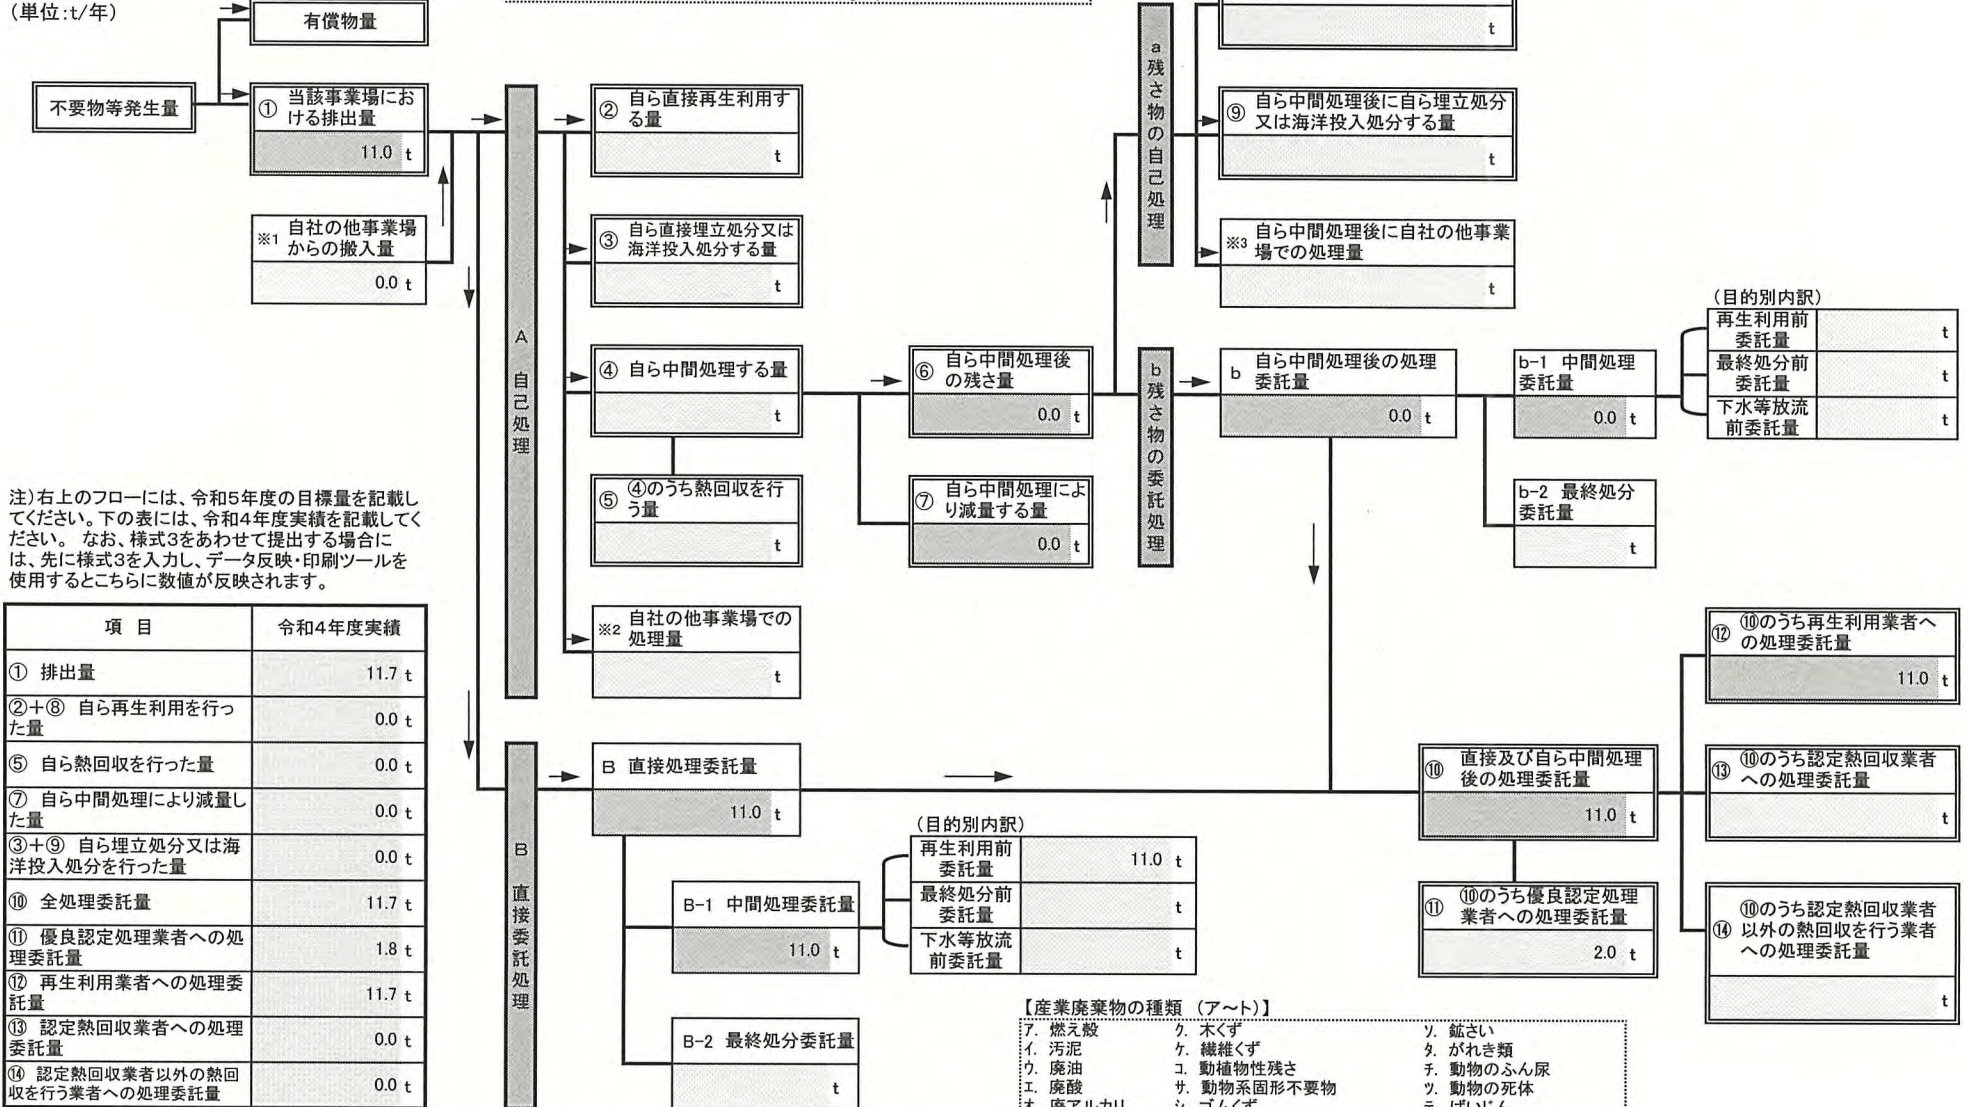 (単位:t/年)
有償物量
不要物等発生量
① 当該事業場にお
ける排出量
11.0 t
※1 自社の他事業場
からの搬入量
0.0 t
A 自己処理
② 自ら直接再生利用す
る量
t
③ 自ら直接埋立処分又は
海洋投入処分する量
t
④ 自ら中間処理する量
t
⑤ ④のうち熱回収を行
う量
t
※2 自社の他事業場での
処理量
t
⑥ 自ら中間処理後
の残さ量
0.0 t
⑦ 自ら中間処理によ
り減量する量
0.0 t
a 残さ物の自己処理
t
⑨ 自ら中間処理後に自ら埋立処分
又は海洋投入処分する量
t
※3 自ら中間処理後に自社の他事業
場での処理量
t
b 残さ物の委託処理
b 自ら中間処理後の処理
委託量
0.0 t
b-1 中間処理
委託量
0.0 t
(目的別内訳)
再生利用前
委託量
t
最終処分前
委託量
t
下水等放流
前委託量
t
b-2 最終処分
委託量
t
注)右上のフローには、令和5年度の目標量を記載し
てください。下の表には、令和4年度実績を記載してく
ださい。 なお、様式3をあわせて提出する場合に
は、先に様式3を入力し、データ反映・印刷ツールを
使用するとこちらに数値が反映されます。
項 目 令和4年度実績
① 排出量 11.7 t
②+⑧ 自ら再生利用を行っ
た量 0.0 t
⑤ 自ら熱回収を行った量 0.0 t
⑦ 自ら中間処理により減量し
た量 0.0 t
③+⑨ 自ら埋立処分又は海
洋投入処分を行った量 0.0 t
⑩ 全処理委託量 11.7 t
⑪ 優良認定処理業者への処
理委託量 1.8 t
⑫ 再生利用業者への処理委
託量 11.7 t
⑬ 認定熱回収業者への処理
委託量 0.0 t
⑭ 認定熱回収業者以外の熱回
収を行う業者への処理委託量 0.0 t
B 直接委託処理
B 直接処理委託量
11.0 t
B-1 中間処理委託量
11.0 t
(目的別内訳)
再生利用前
委託量
11.0 t
最終処分前
委託量
t
下水等放流
前委託量
t
B-2 最終処分委託量
t
⑩ 直接及び自ら中間処理
後の処理委託量
11.0 t
⑪ ⑩のうち優良認定処理
業者への処理委託量
2.0 t
⑫ ⑩のうち再生利用業者へ
の処理委託量
11.0 t
⑬ ⑩のうち認定熱回収業者
への処理委託量
t
⑭ ⑩のうち認定熱回収業者
以外の熱回収を行う業者
への処理委託量
t
【産業廃棄物の種類 (ア~ト)】
ア. 燃え殻 ク. 木くず ソ. 鉱さい
イ. 汚泥 ケ. 繊維くず タ. がれき類
ウ. 廃油 コ. 動植物性残さ チ. 動物のふん尿
エ. 廃酸 サ. 動物系固形不要物 ツ. 動物の死体
オ. 廃アルカリ シ. ゴムくず テ. ばいじん